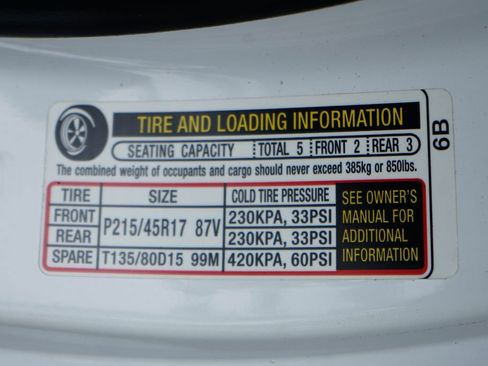 TIRE AND LOADING INFORMATION
SEATING CAPACITY TOTAL 5 FRONT 2 REAR 3
The combined weight of occupants and cargo should never exceed 385kg or 850lbs.
TIRE SIZE COLD TIRE PRESSURE
FRONT P215/45R17 87V 230KPA, 33PSI
REAR 230KPA, 33PSI
SPARE T135/80D15 99M 420KPA, 60PSI
SEE OWNER'S
MANUAL FOR
ADDITIONAL
INFORMATION
6B